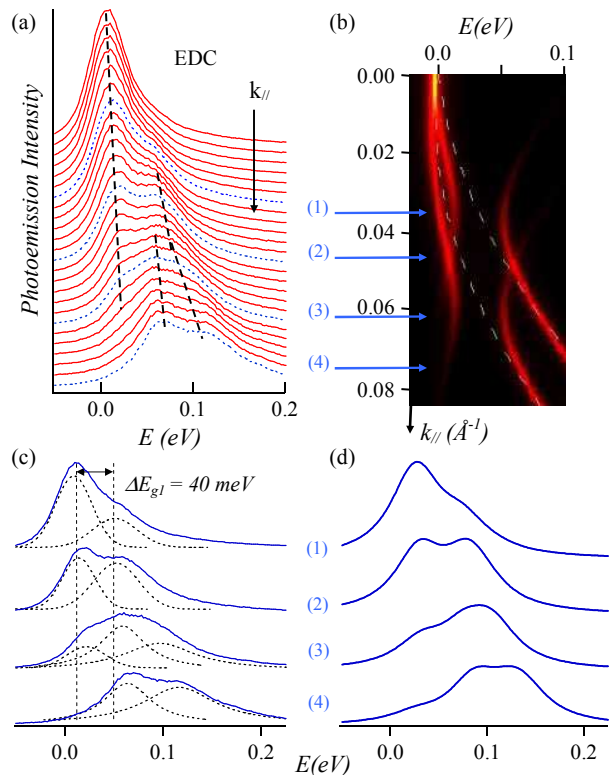 (a)
EDC
k//
Photoemission Intensity
0.0
0.1
0.2
E (eV)
(b)
E(eV)
0.0
0.1
0.00
0.02
0.04
0.06
0.08
(1)
(2)
(3)
(4)
k// (Å-1)
(c)
ΔEg1 = 40 meV
0.0
0.1
0.2
(d)
(1)
(2)
(3)
(4)
0.0
0.1
0.2
E(eV)